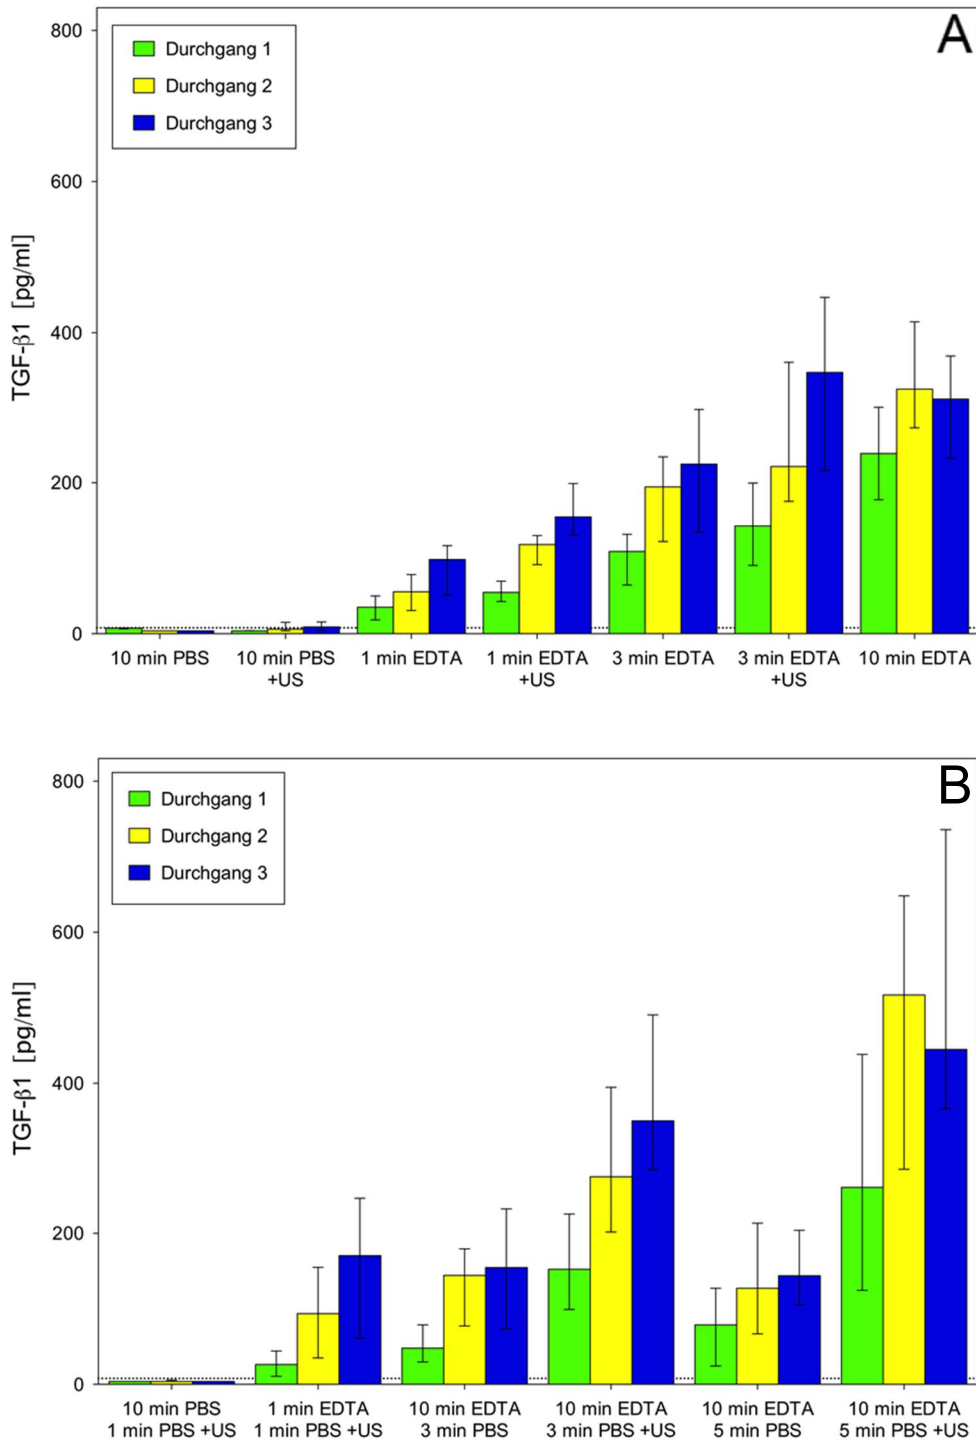 A
800
600
400
200
0
TGF-β1 [pg/ml]
Durchgang 1
Durchgang 2
Durchgang 3
10 min PBS
10 min PBS
+US
1 min EDTA
1 min EDTA
+US
3 min EDTA
3 min EDTA
+US
10 min EDTA
B
800
600
400
200
0
TGF-β1 [pg/ml]
Durchgang 1
Durchgang 2
Durchgang 3
10 min PBS
1 min PBS +US
1 min EDTA
1 min PBS +US
10 min EDTA
3 min PBS
10 min EDTA
3 min PBS +US
10 min EDTA
5 min PBS
10 min EDTA
5 min PBS +US